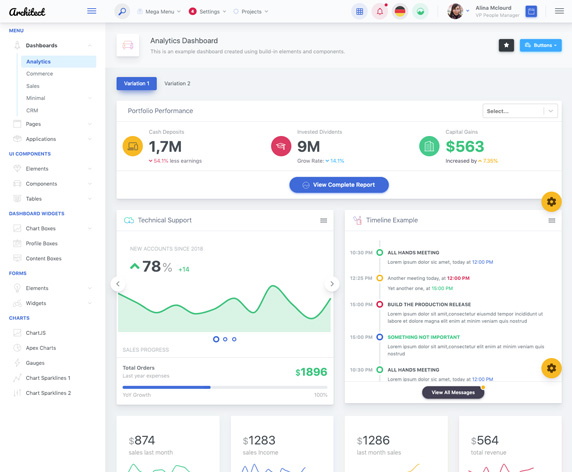 Architect
Mega Menu
4
Settings
Projects
Alina Mclourd
VP People Manager
MENU
Dashboards
Analytics
Commerce
Sales
Minimal
CRM
Pages
Applications
UI COMPONENTS
Elements
Components
Tables
DASHBOARD WIDGETS
Chart Boxes
Profile Boxes
Content Boxes
FORMS
Elements
Widgets
CHARTS
ChartJS
Apex Charts
Gauges
Chart Sparklines 1
Chart Sparklines 2
Analytics Dashboard
This is an example dashboard created using build-in elements and components.
Buttons
Variation 1
Variation 2
Portfolio Performance
Select...
Cash Deposits
1,7M
54.1% less earnings
Invested Dividents
9M
Grow Rate: 14.1%
Capital Gains
$563
Increased by 7.35%
View Complete Report
Technical Support
NEW ACCOUNTS SINCE 2018
78 %
+14
SALES PROGRESS
Total Orders
Last year expenses
$1896
YoY Growth
100%
Timeline Example
10:30 PM
ALL HANDS MEETING
Lorem ipsum dolor sic amet, today at 12:00 PM
12:25 PM
Another meeting today, at 12:00 PM
Yet another one, at 15:00 PM
15:00 PM
BUILD THE PRODUCTION RELEASE
Lorem ipsum dolor sit amit,consectetur eiusmdd tempor incididunt ut
labore et dolore magna elit enim at minim veniam quis nostrud
15:00 PM
SOMETHING NOT IMPORTANT
Lorem ipsum dolor sit amit,consectetur elit enim at minim veniam quis
nostrud
10:30 PM
ALL HANDS MEETING
Lorem ipsum dolor sic amet, today at 12:00 PM
View All Messages
$874
sales last month
$1283
sales Income
$1286
last month sales
$564
total revenue